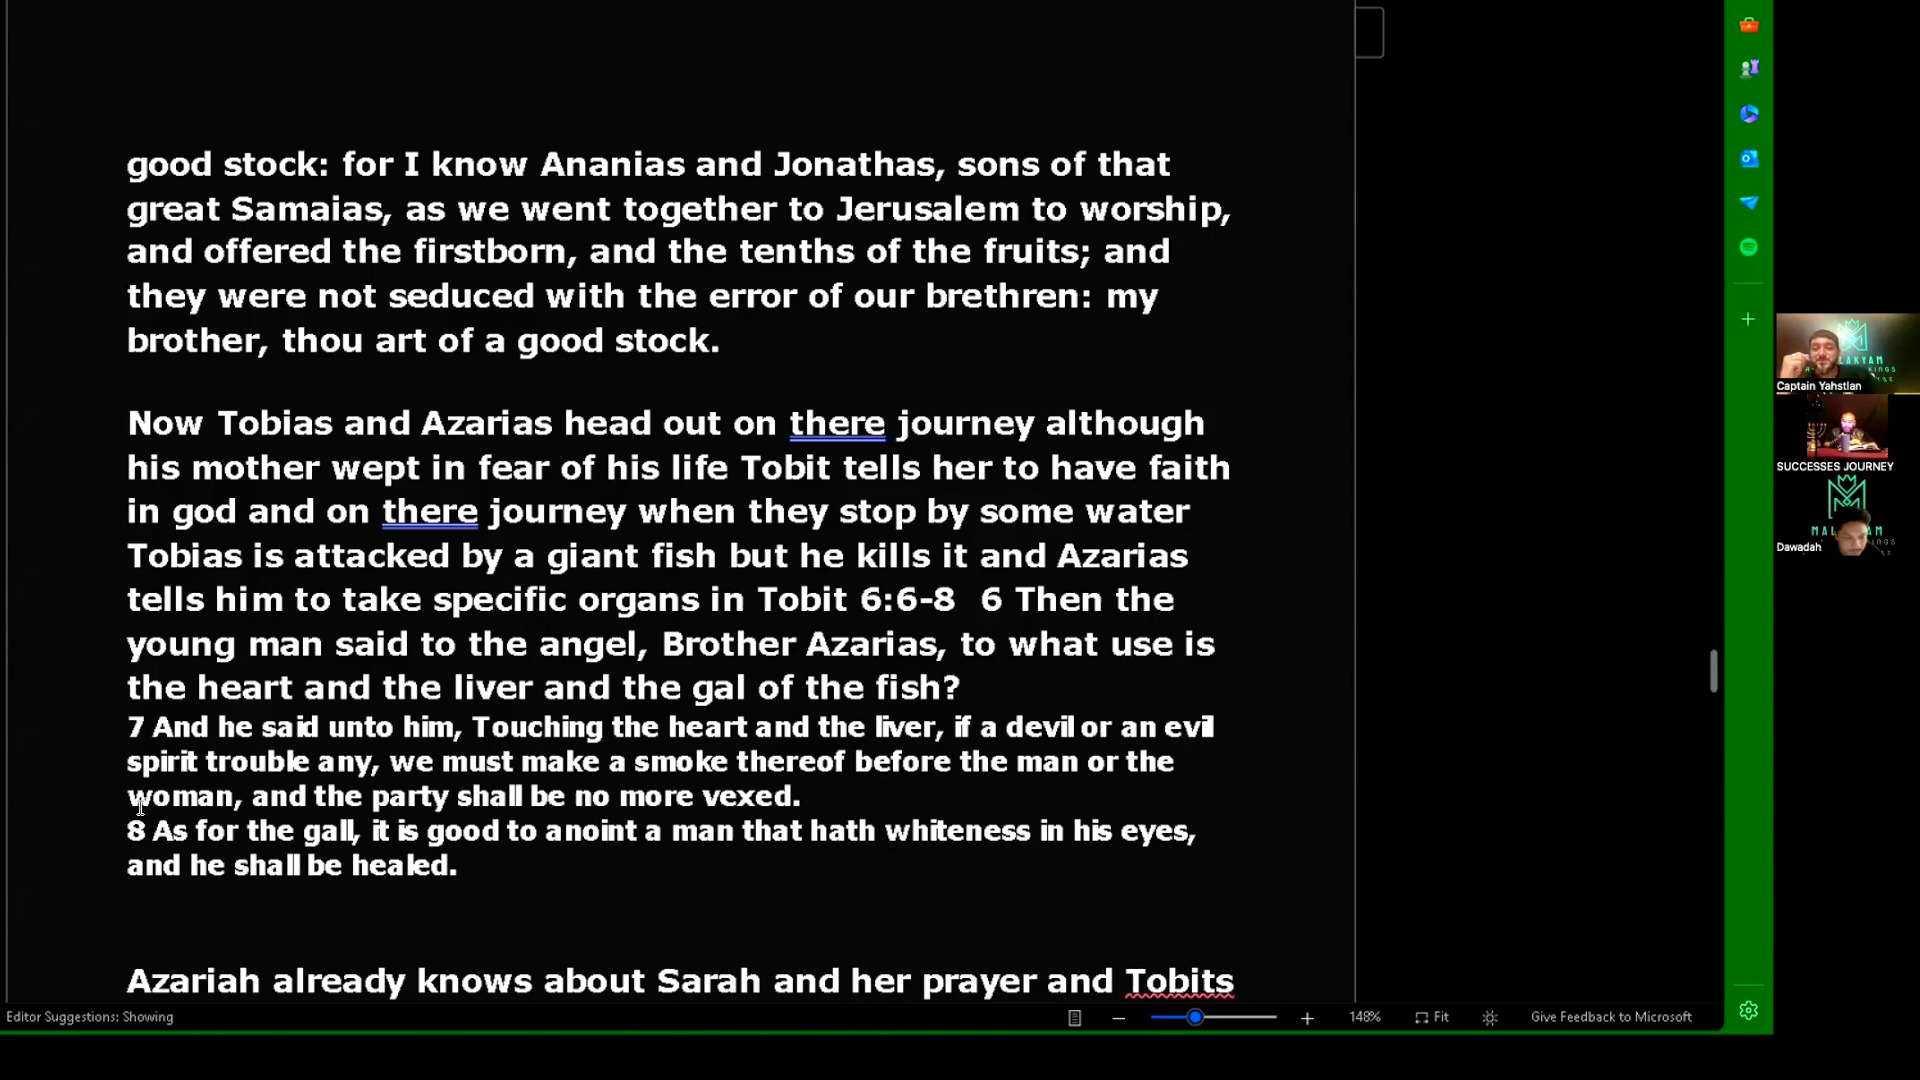 good stock: for I know Ananias and Jonathas, sons of that
great Samaias, as we went together to Jerusalem to worship,
and offered the firstborn, and the tenths of the fruits; and
they were not seduced with the error of our brethren: my
brother, thou art of a good stock.
Now Tobias and Azarias head out on there journey although
his mother wept in fear of his life Tobit tells her to have faith
in god and on there journey when they stop by some water
Tobias is attacked by a giant fish but he kills it and Azarias
tells him to take specific organs in Tobit 6:6-8  6 Then the
young man said to the angel, Brother Azarias, to what use is
the heart and the liver and the gal of the fish?
7 And he said unto him, Touching the heart and the liver, if a devil or an evil
spirit trouble any, we must make a smoke thereof before the man or the
woman, and the party shall be no more vexed.
8 As for the gall, it is good to anoint a man that hath whiteness in his eyes,
and he shall be healed.
Azariah already knows about Sarah and her prayer and Tobits
Editor Suggestions: Showing
148%
Fit
Give Feedback to Microsoft
LAKYAM
KINGS
Captain Yahstlan
SUCCESSES JOURNEY
Dawadah